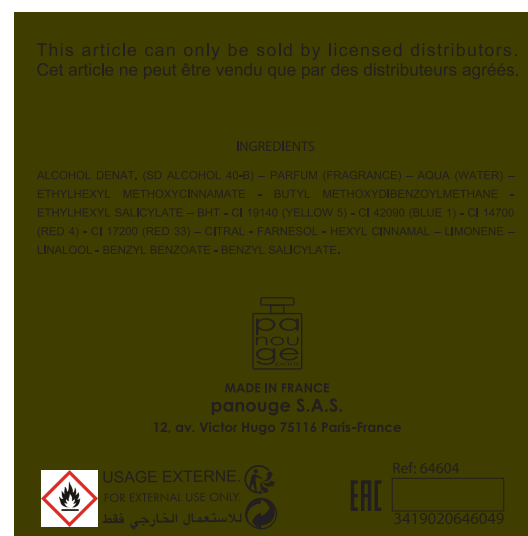 This article can only be sold by licensed distributors.
Cet article ne peut être vendu que par des distributeurs agréés.
INGREDIENTS
ALCOHOL DENAT. (SD ALCOHOL 40-B) – PARFUM (FRAGRANCE) – AQUA (WATER) –
ETHYLHEXYL METHOXYCINNAMATE - BUTYL METHOXYDIBENZOYLMETHANE -
ETHYLHEXYL SALICYLATE – BHT - CI 19140 (YELLOW 5) - CI 42090 (BLUE 1) - CI 14700
(RED 4) - CI 17200 (RED 33) – CITRAL - FARNESOL - HEXYL CINNAMAL – LIMONENE –
LINALOOL - BENZYL BENZOATE - BENZYL SALICYLATE.
pa
nou
ge
MADE IN FRANCE
panouge S.A.S.
12, av. Victor Hugo 75116 Paris-France
USAGE EXTERNE.
FOR EXTERNAL USE ONLY.
للاستعمال الخارجي فقط
EAC
Ref: 64604
3419020646049